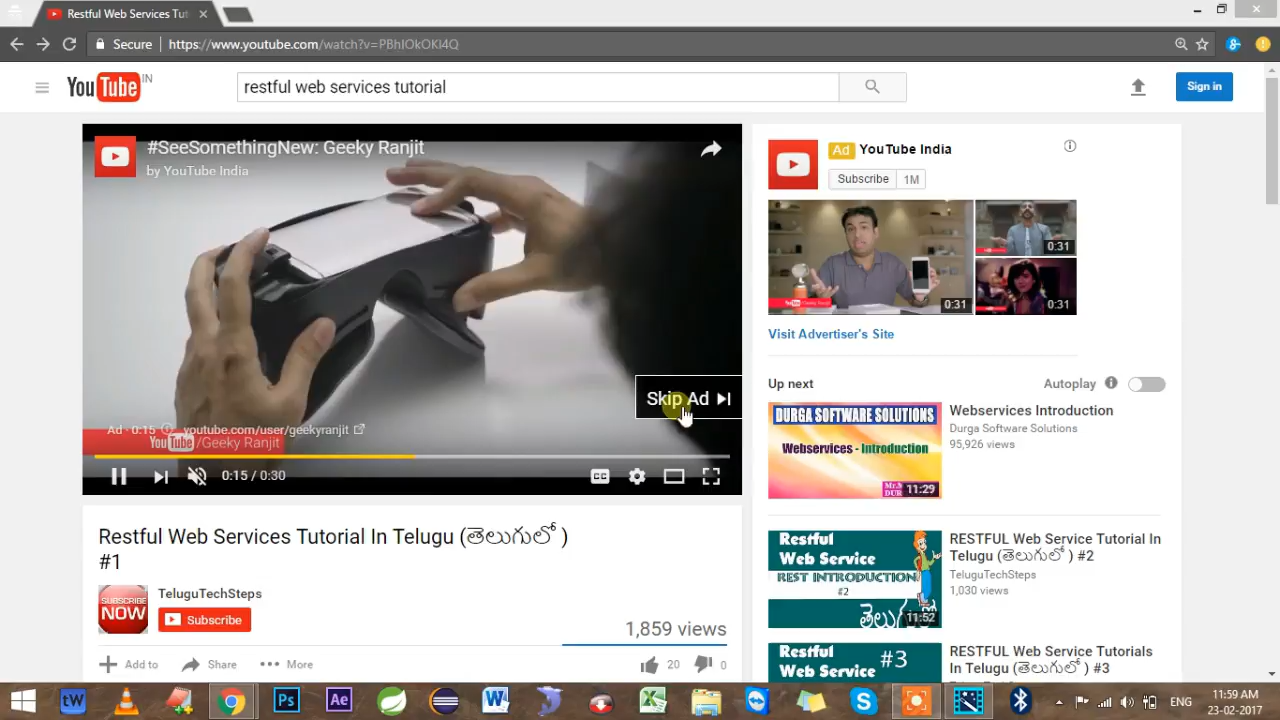 Restful Web Services Tut
Secure
https://www.youtube.com/watch?v=PBhIOkOKI4Q
YouTube IN
restful web services tutorial
Sign in
#SeeSomethingNew: Geeky Ranjit
by YouTube India
Skip Ad
Ad · 0:15
youtube.com/user/geekyranjit
YouTube /Geeky Ranjit
0:15 / 0:30
CC
Ad YouTube India
Subscribe 1M
0:31
0:31
0:31
Visit Advertiser's Site
Up next
Autoplay
DURGA SOFTWARE SOLUTIONS
Webservices - Introduction
11:29
Webservices Introduction
Durga Software Solutions
95,926 views
Restful
Web Service
REST INTRODUCTION
#2
11:52
RESTFUL Web Service Tutorial In
Telugu (తెలుగులో ) #2
TeluguTechSteps
1,030 views
Restful
Web Service #3
RESTFUL Web Service Tutorials
In Telugu (తెలుగులో ) #3
Restful Web Services Tutorial In Telugu (తెలుగులో )
#1
SUBSCRIBE
NOW
TeluguTechSteps
Subscribe
1,859 views
Add to
Share
More
20
0
tW
Ps
Ae
ENG
11:59 AM
23-02-2017